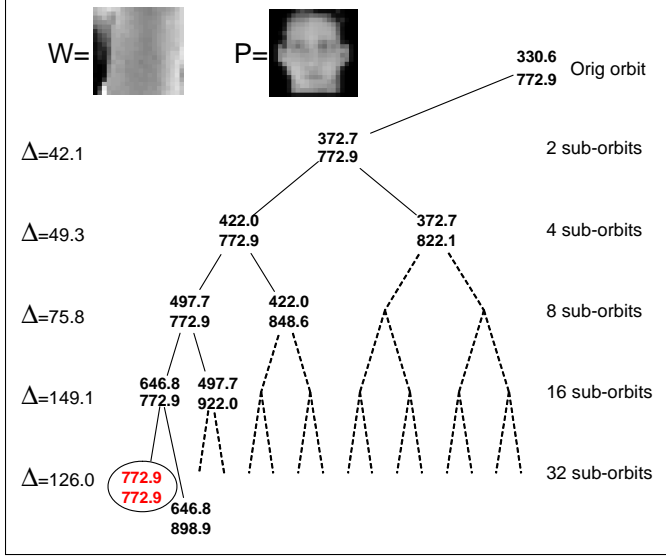 W=
P=
330.6
772.9
Orig orbit
Δ=42.1
372.7
772.9
2 sub-orbits
Δ=49.3
422.0
772.9
372.7
822.1
4 sub-orbits
Δ=75.8
497.7
772.9
422.0
848.6
8 sub-orbits
Δ=149.1
646.8
772.9
497.7
922.0
16 sub-orbits
Δ=126.0
772.9
772.9
646.8
898.9
32 sub-orbits